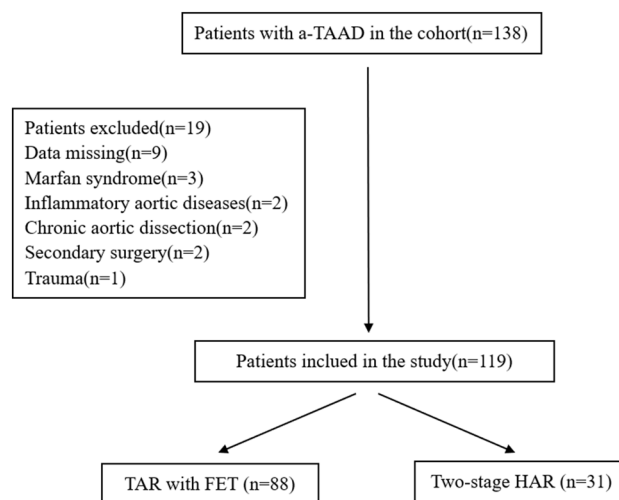 Patients with a-TAAD in the cohort(n=138)
Patients excluded(n=19)
Data missing(n=9)
Marfan syndrome(n=3)
Inflammatory aortic diseases(n=2)
Chronic aortic dissection(n=2)
Secondary surgery(n=2)
Trauma(n=1)
Patients inclued in the study(n=119)
TAR with FET (n=88)
Two-stage HAR (n=31)